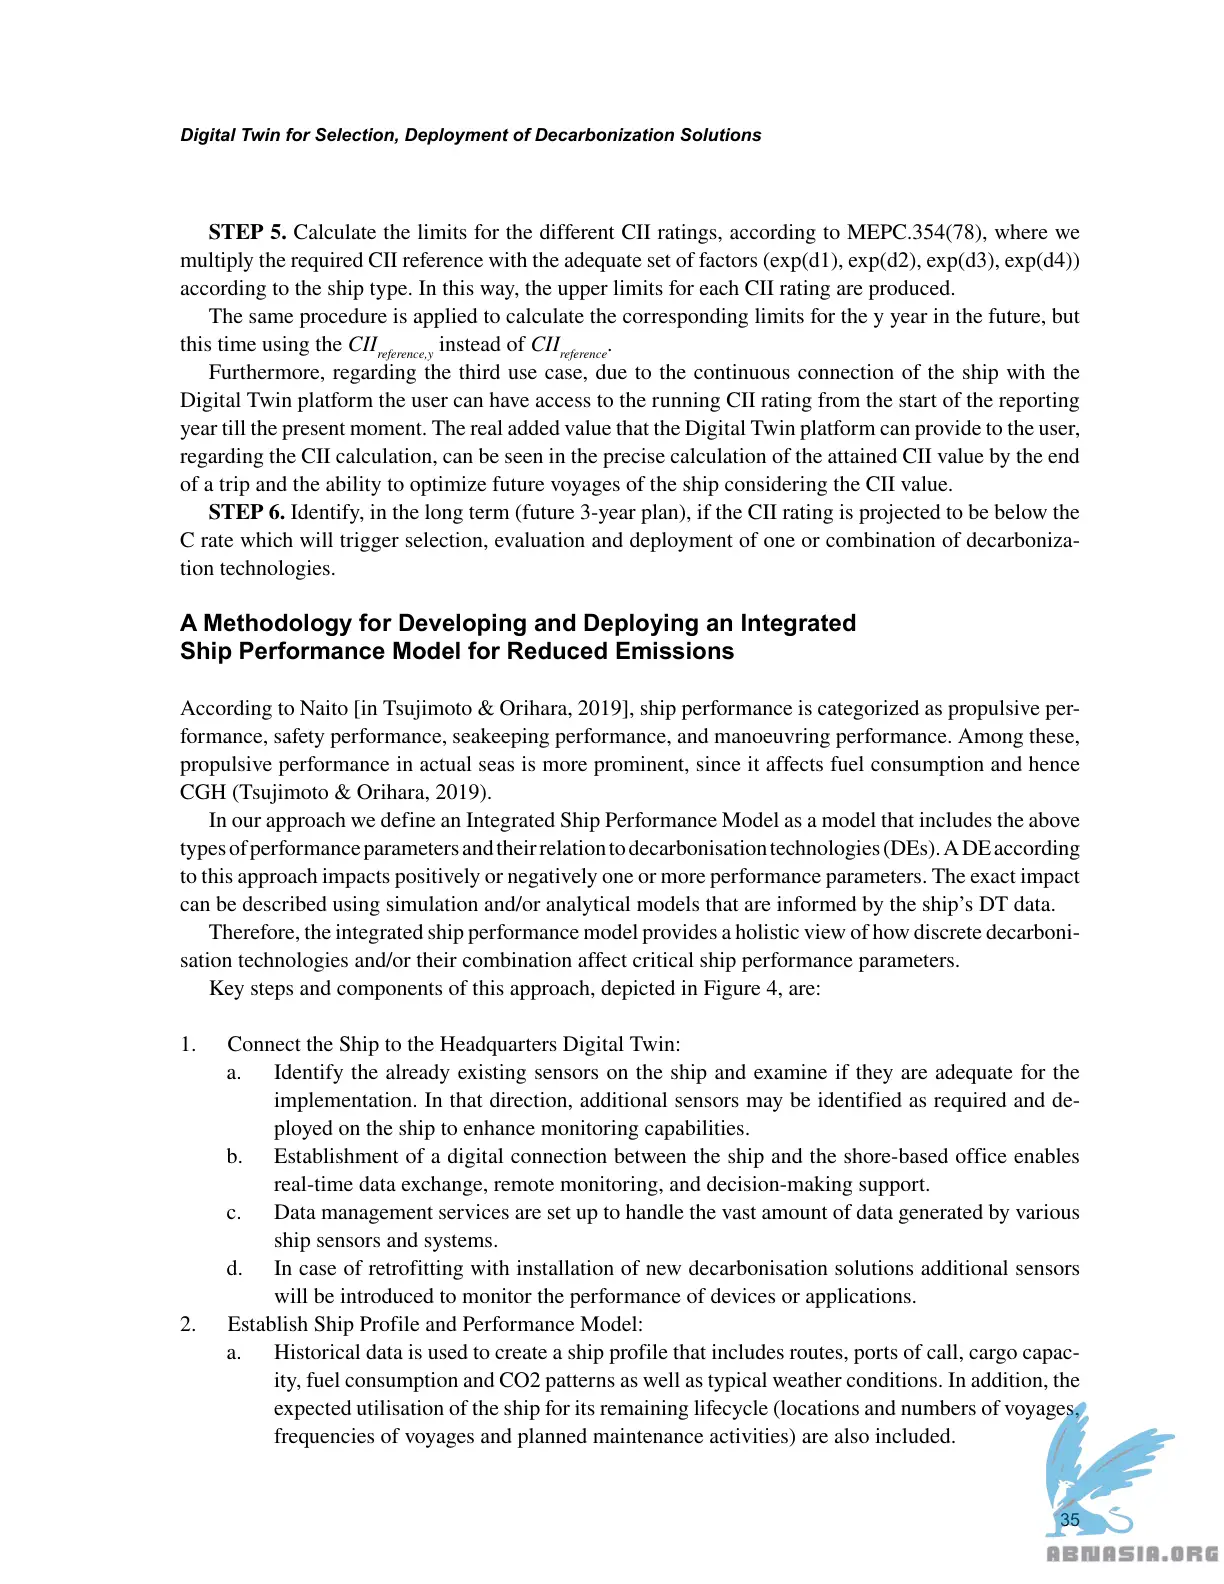 Digital Twin for Selection, Deployment of Decarbonization Solutions
STEP 5. Calculate the limits for the different CII ratings, according to MEPC.354(78), where we
multiply the required CII reference with the adequate set of factors (exp(d1), exp(d2), exp(d3), exp(d4))
according to the ship type. In this way, the upper limits for each CII rating are produced.
The same procedure is applied to calculate the corresponding limits for the y year in the future, but
this time using the CIIreference,y instead of CIIreference.
Furthermore, regarding the third use case, due to the continuous connection of the ship with the
Digital Twin platform the user can have access to the running CII rating from the start of the reporting
year till the present moment. The real added value that the Digital Twin platform can provide to the user,
regarding the CII calculation, can be seen in the precise calculation of the attained CII value by the end
of a trip and the ability to optimize future voyages of the ship considering the CII value.
STEP 6. Identify, in the long term (future 3-year plan), if the CII rating is projected to be below the
C rate which will trigger selection, evaluation and deployment of one or combination of decarboniza-
tion technologies.
A Methodology for Developing and Deploying an Integrated
Ship Performance Model for Reduced Emissions
According to Naito [in Tsujimoto & Orihara, 2019], ship performance is categorized as propulsive per-
formance, safety performance, seakeeping performance, and manoeuvring performance. Among these,
propulsive performance in actual seas is more prominent, since it affects fuel consumption and hence
CGH (Tsujimoto & Orihara, 2019).
In our approach we define an Integrated Ship Performance Model as a model that includes the above
types of performance parameters and their relation to decarbonisation technologies (DEs). A DE according
to this approach impacts positively or negatively one or more performance parameters. The exact impact
can be described using simulation and/or analytical models that are informed by the ship's DT data.
Therefore, the integrated ship performance model provides a holistic view of how discrete decarboni-
sation technologies and/or their combination affect critical ship performance parameters.
Key steps and components of this approach, depicted in Figure 4, are:
1. Connect the Ship to the Headquarters Digital Twin:
a. Identify the already existing sensors on the ship and examine if they are adequate for the
implementation. In that direction, additional sensors may be identified as required and de-
ployed on the ship to enhance monitoring capabilities.
b. Establishment of a digital connection between the ship and the shore-based office enables
real-time data exchange, remote monitoring, and decision-making support.
c. Data management services are set up to handle the vast amount of data generated by various
ship sensors and systems.
d. In case of retrofitting with installation of new decarbonisation solutions additional sensors
will be introduced to monitor the performance of devices or applications.
2. Establish Ship Profile and Performance Model:
a. Historical data is used to create a ship profile that includes routes, ports of call, cargo capac-
ity, fuel consumption and CO2 patterns as well as typical weather conditions. In addition, the
expected utilisation of the ship for its remaining lifecycle (locations and numbers of voyages,
frequencies of voyages and planned maintenance activities) are also included.
35
ABNASIA.ORG